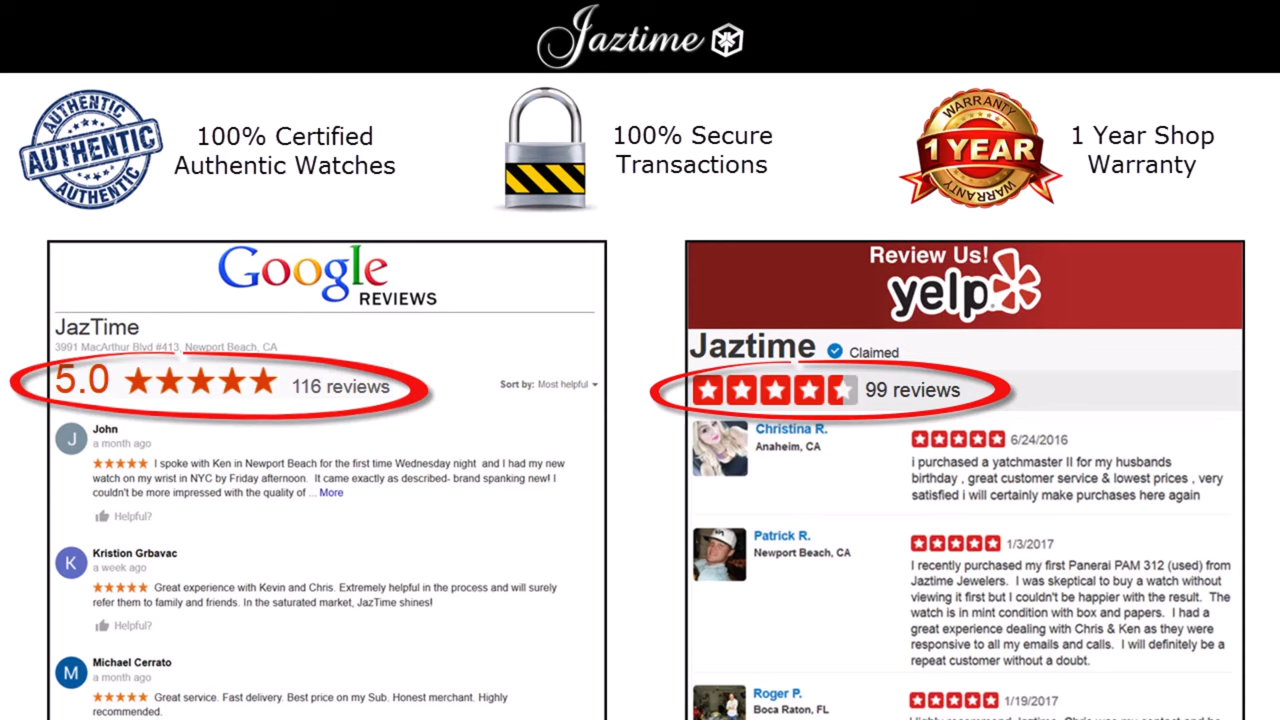 Jaztime
AUTHENTIC
AUTHENTIC
AUTHENTIC
100% Certified
Authentic Watches
100% Secure
Transactions
WARRANTY
1 YEAR
WARRANTY
1 Year Shop
Warranty
Google
REVIEWS
JazTime
3991 MacArthur Blvd #413, Newport Beach, CA
5.0 116 reviews
Sort by: Most helpful
J
John
a month ago
I spoke with Ken in Newport Beach for the first time Wednesday night and I had my new
watch on my wrist in NYC by Friday afternoon. It came exactly as described- brand spanking new! I
couldn't be more impressed with the quality of ... More
Helpful?
K
Kristion Grbavac
a week ago
Great experience with Kevin and Chris. Extremely helpful in the process and will surely
refer them to family and friends. In the saturated market, JazTime shines!
Helpful?
M
Michael Cerrato
a month ago
Great service. Fast delivery. Best price on my Sub. Honest merchant. Highly
recommended.
Review Us!
yelp
Jaztime Claimed
99 reviews
Christina R.
Anaheim, CA
6/24/2016
i purchased a yatchmaster II for my husbands
birthday , great customer service & lowest prices , very
satisfied i will certainly make purchases here again
Patrick R.
Newport Beach, CA
1/3/2017
I recently purchased my first Panerai PAM 312 (used) from
Jaztime Jewelers. I was skeptical to buy a watch without
viewing it first but I couldn't be happier with the result. The
watch is in mint condition with box and papers. I had a
great experience dealing with Chris & Ken as they were
responsive to all my emails and calls. I will definitely be a
repeat customer without a doubt.
Roger P.
Boca Raton, FL
1/19/2017